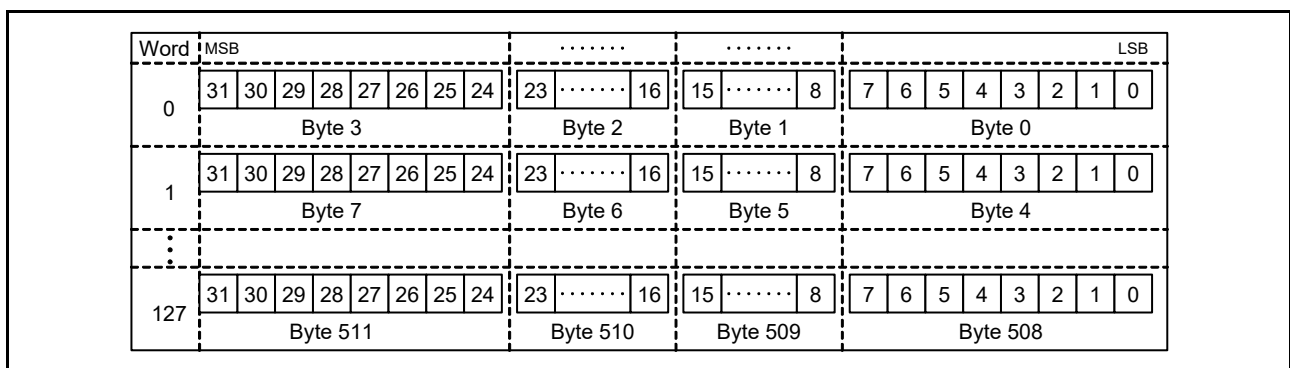 Word MSB ······· ······· LSB
0 31 30 29 28 27 26 25 24 23 ······· 16 15 ······· 8 7 6 5 4 3 2 1 0
Byte 3 Byte 2 Byte 1 Byte 0
1 31 30 29 28 27 26 25 24 23 ······· 16 15 ······· 8 7 6 5 4 3 2 1 0
Byte 7 Byte 6 Byte 5 Byte 4
⋮
127 31 30 29 28 27 26 25 24 23 ······· 16 15 ······· 8 7 6 5 4 3 2 1 0
Byte 511 Byte 510 Byte 509 Byte 508